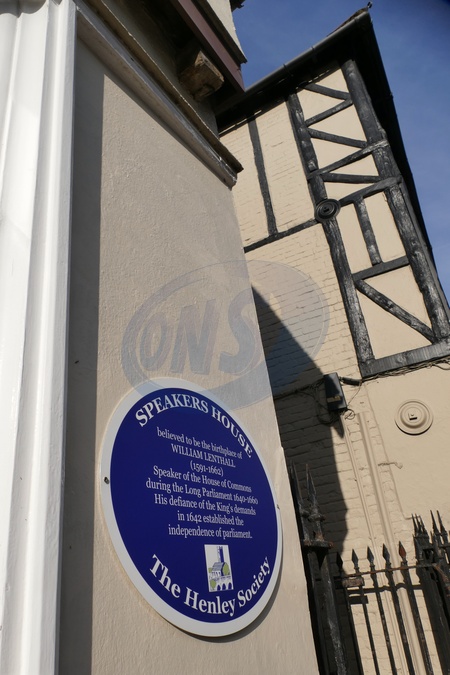 ONS
SPEAKERS HOUSE
believed to be the birthplace of
WILLIAM LENTHALL
(1591-1662)
Speaker of the House of Commons
during the Long Parliament 1640-1660
His defiance of the King's demands
in 1642 established the
independence of parliament.
The Henley Society